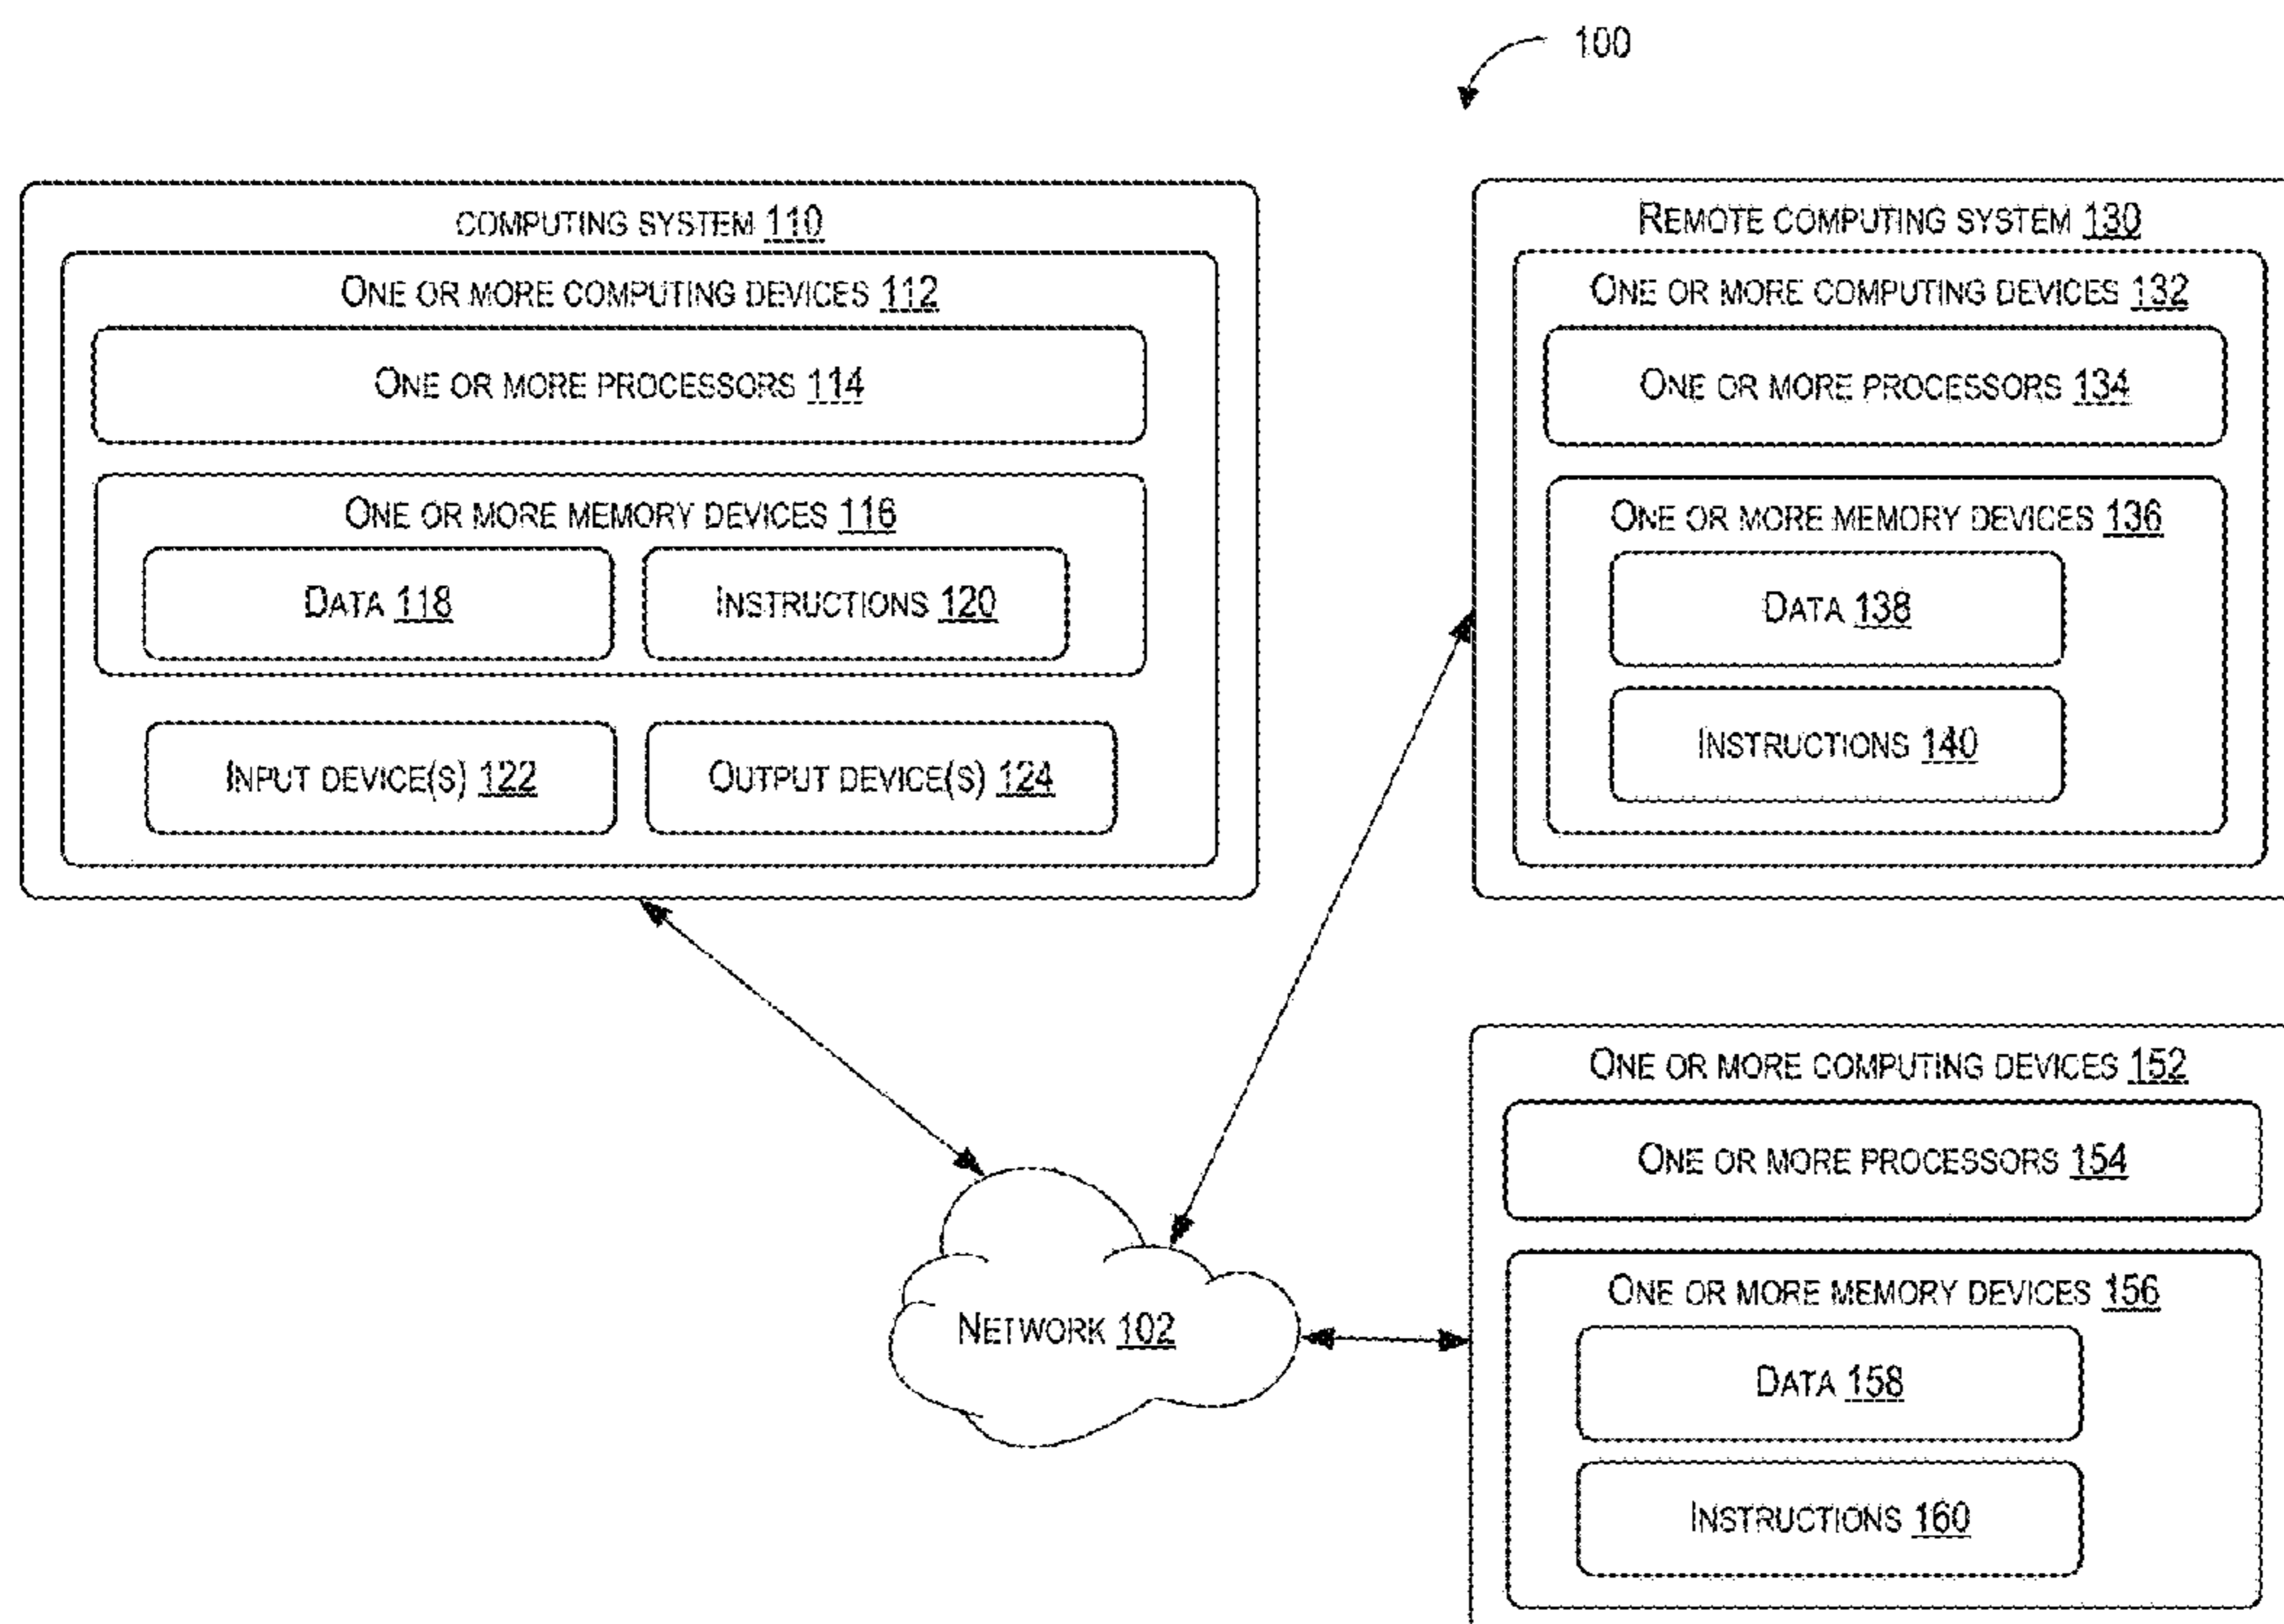 100
COMPUTING SYSTEM 110
ONE OR MORE COMPUTING DEVICES 112
ONE OR MORE PROCESSORS 114
ONE OR MORE MEMORY DEVICES 116
DATA 118
INSTRUCTIONS 120
INPUT DEVICE(S) 122
OUTPUT DEVICE(S) 124
REMOTE COMPUTING SYSTEM 130
ONE OR MORE COMPUTING DEVICES 132
ONE OR MORE PROCESSORS 134
ONE OR MORE MEMORY DEVICES 136
DATA 138
INSTRUCTIONS 140
NETWORK 102
ONE OR MORE COMPUTING DEVICES 152
ONE OR MORE PROCESSORS 154
ONE OR MORE MEMORY DEVICES 156
DATA 158
INSTRUCTIONS 160